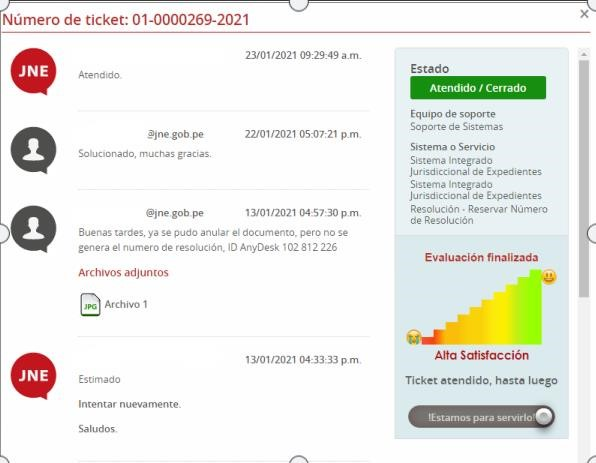 Número de ticket: 01-0000269-2021
×
JNE
23/01/2021 09:29:49 a.m.
Atendido.
@jne.gob.pe 22/01/2021 05:07:21 p.m.
Solucionado, muchas gracias.
@jne.gob.pe 13/01/2021 04:57:30 p.m.
Buenas tardes, ya se pudo anular el documento, pero no se
genera el numero de resolución, ID AnyDesk 102 812 226
Archivos adjuntos
JPG Archivo 1
13/01/2021 04:33:33 p.m.
JNE
Estimado
Intentar nuevamente.
Saludos.
Estado
Atendido / Cerrado
Equipo de soporte
Soporte de Sistemas
Sistema o Servicio
Sistema Integrado
Jurisdiccional de Expedientes
Sistema Integrado
Jurisdiccional de Expedientes
Resolución - Reservar Número
de Resolución
Evaluación finalizada
Alta Satisfacción
Ticket atendido, hasta luego
!Estamos para servirlo!